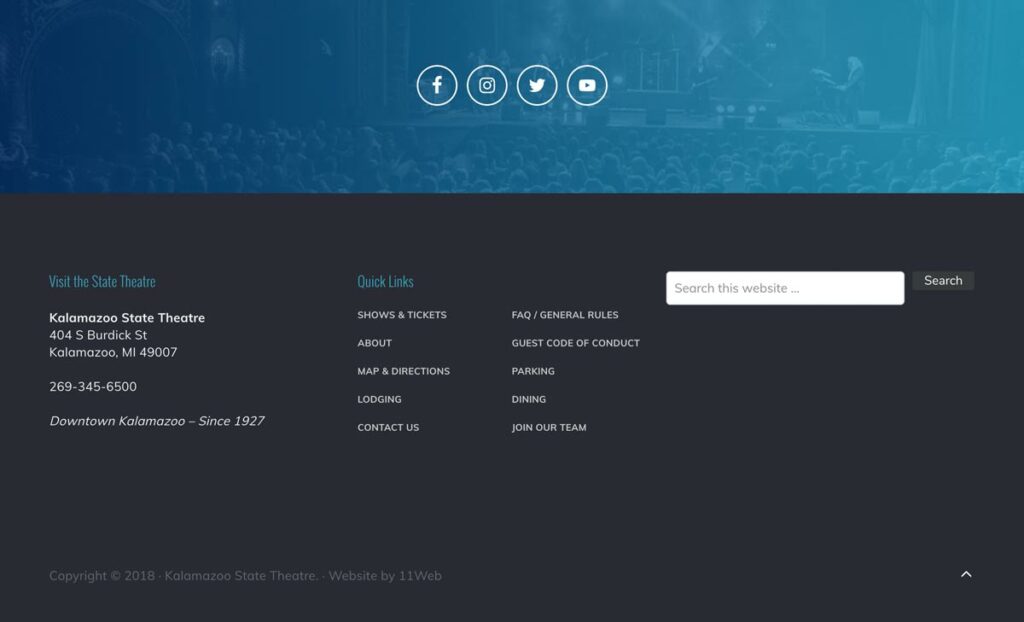 Visit the State Theatre
Kalamazoo State Theatre
404 S Burdick St
Kalamazoo, MI 49007
269-345-6500
Downtown Kalamazoo – Since 1927
Quick Links
SHOWS & TICKETS
ABOUT
MAP & DIRECTIONS
LODGING
CONTACT US
FAQ / GENERAL RULES
GUEST CODE OF CONDUCT
PARKING
DINING
JOIN OUR TEAM
Search this website ...
Search
Copyright © 2018 · Kalamazoo State Theatre. · Website by 11Web